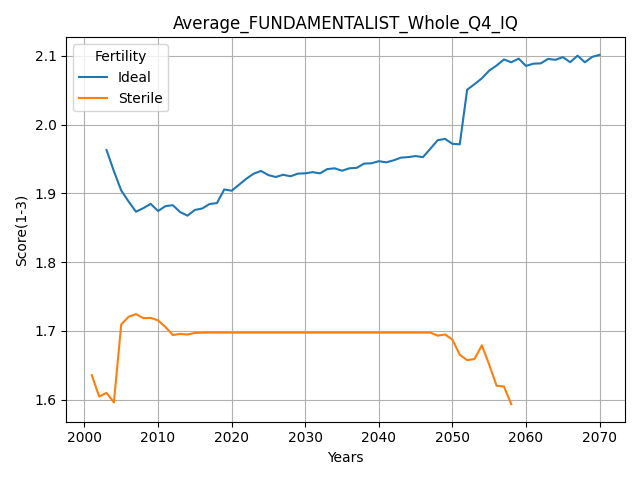 Average_FUNDAMENTALIST_Whole_Q4_IQ
Fertility
Ideal
Sterile
2.1
2.0
1.9
1.8
1.7
1.6
Score(1-3)
2000 2010 2020 2030 2040 2050 2060 2070
Years